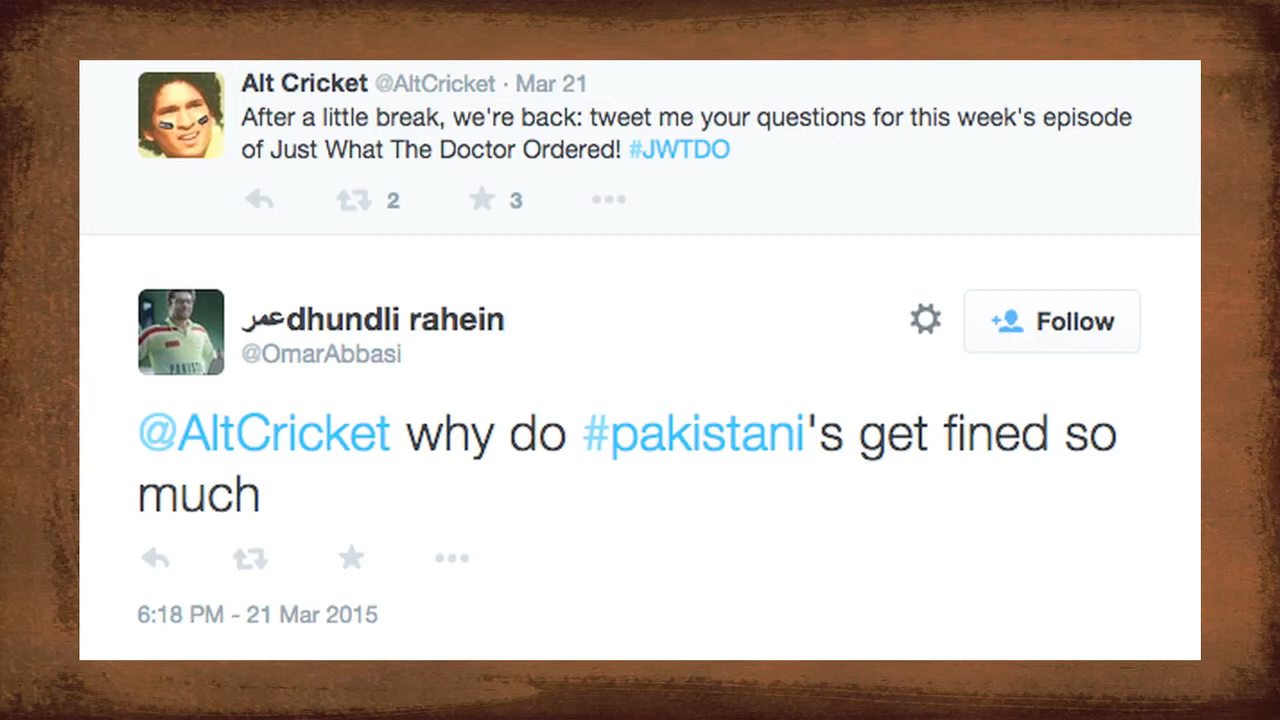 Alt Cricket @AltCricket · Mar 21
After a little break, we're back: tweet me your questions for this week's episode
of Just What The Doctor Ordered! #JWTDO
2 3
عمرdhundli rahein
Follow
@OmarAbbasi
PAKIST
@AltCricket why do #pakistani's get fined so
much
6:18 PM - 21 Mar 2015